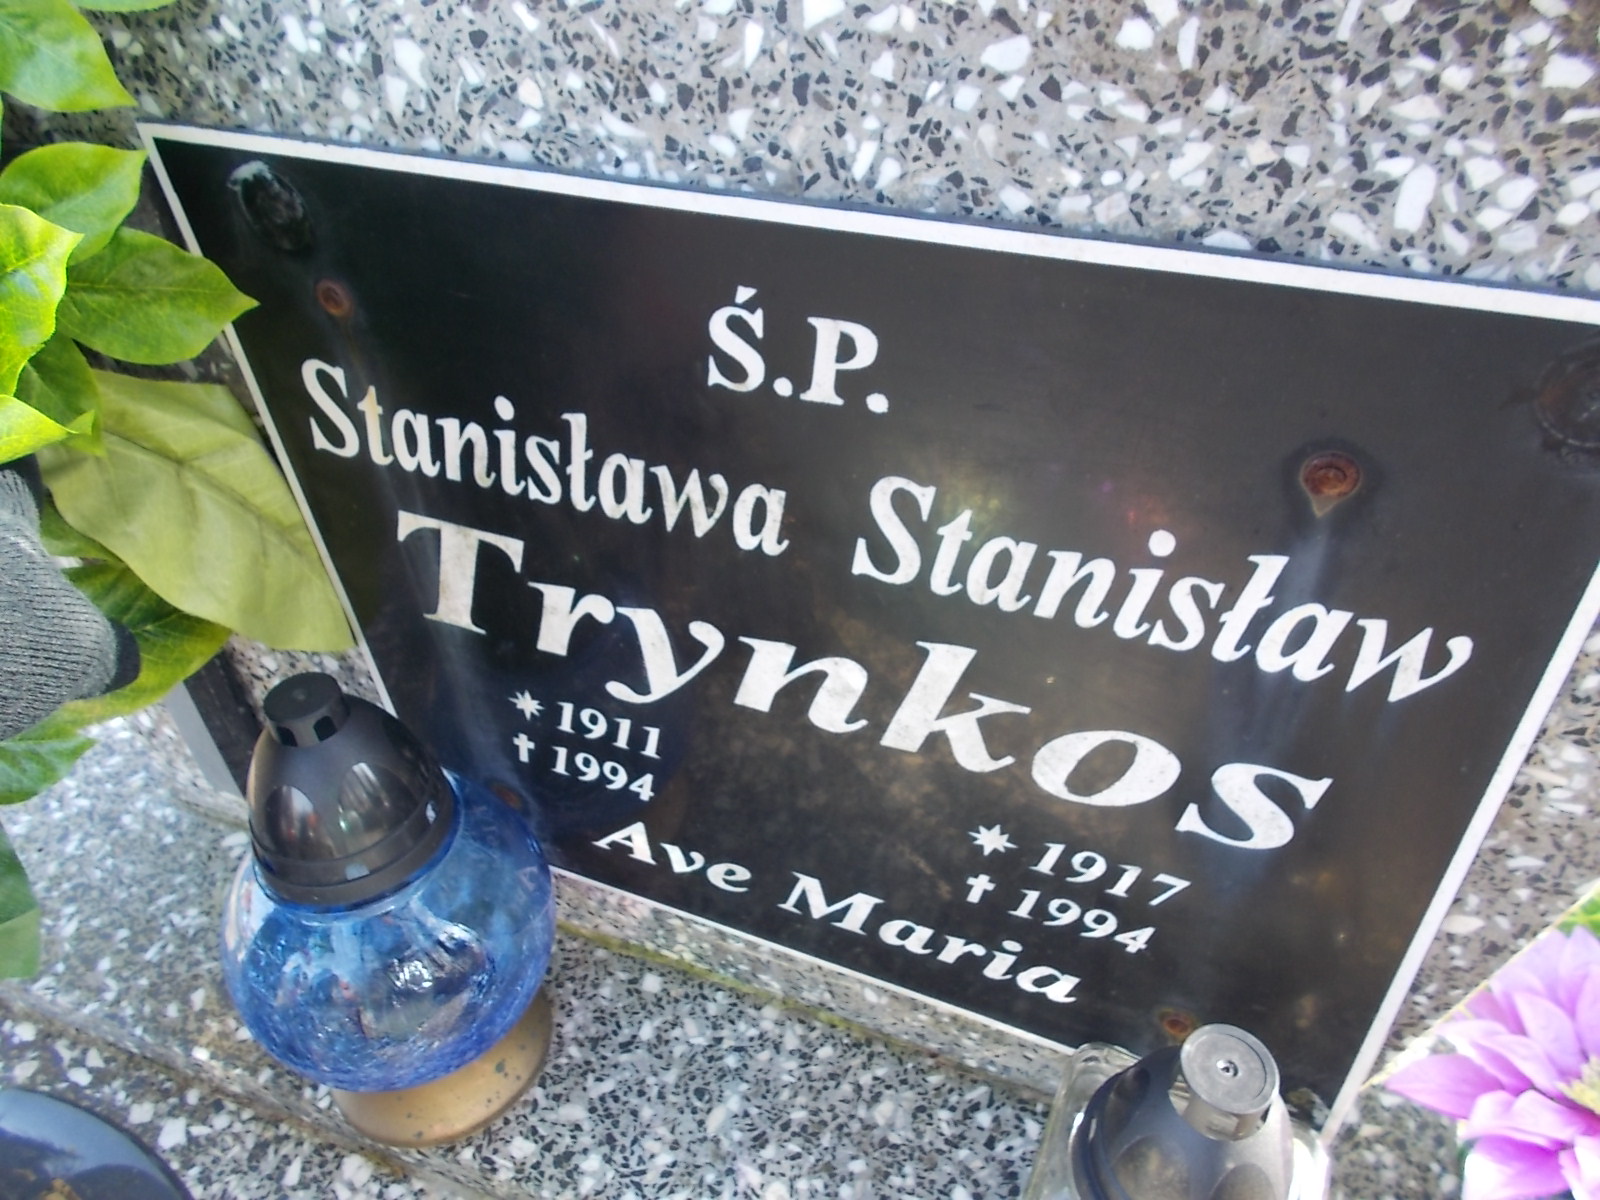 Ś.P.
Stanisława Stanisław
Trynkos
* 1911
† 1994
* 1917
† 1994
Ave Maria